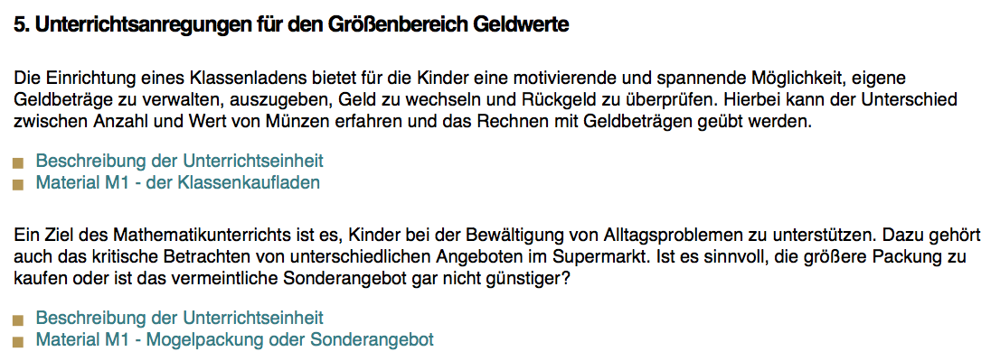 5. Unterrichtsanregungen für den Größenbereich Geldwerte
Die Einrichtung eines Klassenladens bietet für die Kinder eine motivierende und spannende Möglichkeit, eigene
Geldbeträge zu verwalten, auszugeben, Geld zu wechseln und Rückgeld zu überprüfen. Hierbei kann der Unterschied
zwischen Anzahl und Wert von Münzen erfahren und das Rechnen mit Geldbeträgen geübt werden.
Beschreibung der Unterrichtseinheit
Material M1 - der Klassenkaufladen
Ein Ziel des Mathematikunterrichts ist es, Kinder bei der Bewältigung von Alltagsproblemen zu unterstützen. Dazu gehört
auch das kritische Betrachten von unterschiedlichen Angeboten im Supermarkt. Ist es sinnvoll, die größere Packung zu
kaufen oder ist das vermeintliche Sonderangebot gar nicht günstiger?
Beschreibung der Unterrichtseinheit
Material M1 - Mogelpackung oder Sonderangebot